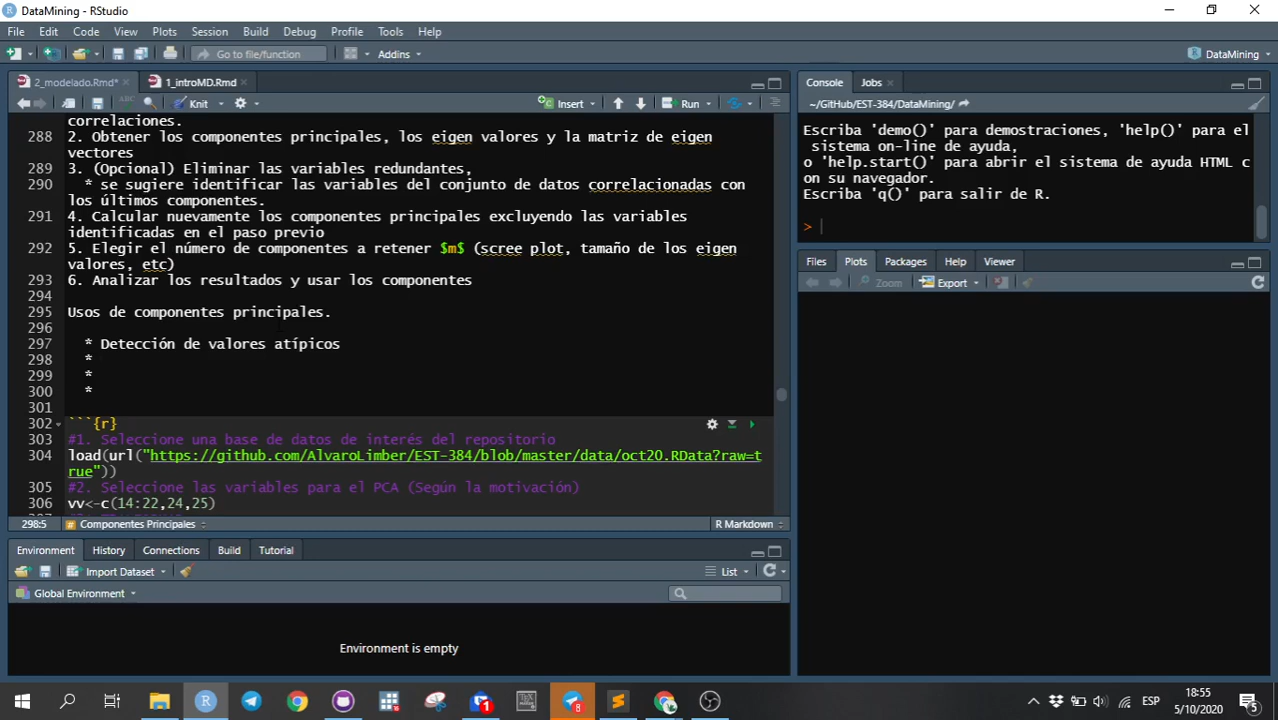 DataMining - RStudio
File Edit Code View Plots Session Build Debug Profile Tools Help
Go to file/function Addins DataMining
2_modelado.Rmd* 1_introMD.Rmd
ABC Knit Insert Run
correlaciones.
288 2. Obtener los componentes principales, los eigen valores y la matriz de eigen
vectores
289 3. (Opcional) Eliminar las variables redundantes,
290 * se sugiere identificar las variables del conjunto de datos correlacionadas con
los últimos componentes.
291 4. Calcular nuevamente los componentes principales excluyendo las variables
identificadas en el paso previo
292 5. Elegir el número de componentes a retener $m$ (scree plot, tamaño de los eigen
valores, etc)
293 6. Analizar los resultados y usar los componentes
294
295 Usos de componentes principales.
296
297 * Detección de valores atípicos
298 *
299 *
300 *
301
302 ```{r}
303 #1. Seleccione una base de datos de interés del repositorio
304 load(url("https://github.com/AlvaroLimber/EST-384/blob/master/data/oct20.RData?raw=t
rue"))
305 #2. Seleccione las variables para el PCA (Según la motivación)
306 vv<-c(14:22,24,25)
298:5 # Componentes Principales R Markdown
Environment History Connections Build Tutorial
Import Dataset List
Global Environment
Environment is empty
Console Jobs
~/GitHub/EST-384/DataMining/
Escriba 'demo()' para demostraciones, 'help()' para el
sistema on-line de ayuda,
o 'help.start()' para abrir el sistema de ayuda HTML c
on su navegador.
Escriba 'q()' para salir de R.
>
Files Plots Packages Help Viewer
Zoom Export
ESP 18:55
5/10/2020 5
1 8